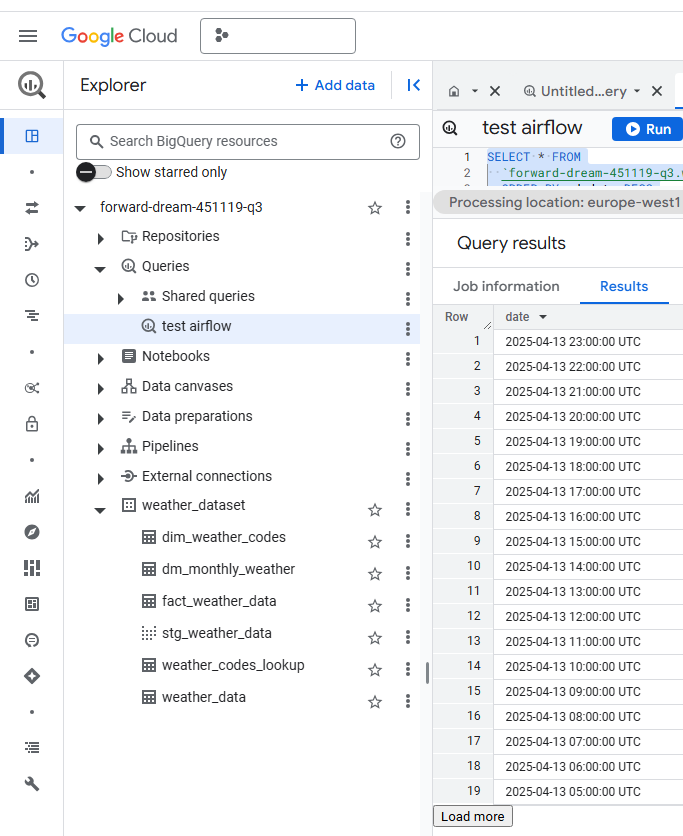 Google Cloud
Explorer
+ Add data
Untitled...ery
Search BigQuery resources
test airflow
Run
Show starred only
1 SELECT * FROM
2 `forward-dream-451119-q3.
Processing location: europe-west1
forward-dream-451119-q3
Repositories
Queries
Shared queries
test airflow
Notebooks
Data canvases
Data preparations
Pipelines
External connections
weather_dataset
dim_weather_codes
dm_monthly_weather
fact_weather_data
stg_weather_data
weather_codes_lookup
weather_data
Query results
Job information Results
Row date
1 2025-04-13 23:00:00 UTC
2 2025-04-13 22:00:00 UTC
3 2025-04-13 21:00:00 UTC
4 2025-04-13 20:00:00 UTC
5 2025-04-13 19:00:00 UTC
6 2025-04-13 18:00:00 UTC
7 2025-04-13 17:00:00 UTC
8 2025-04-13 16:00:00 UTC
9 2025-04-13 15:00:00 UTC
10 2025-04-13 14:00:00 UTC
11 2025-04-13 13:00:00 UTC
12 2025-04-13 12:00:00 UTC
13 2025-04-13 11:00:00 UTC
14 2025-04-13 10:00:00 UTC
15 2025-04-13 09:00:00 UTC
16 2025-04-13 08:00:00 UTC
17 2025-04-13 07:00:00 UTC
18 2025-04-13 06:00:00 UTC
19 2025-04-13 05:00:00 UTC
Load more